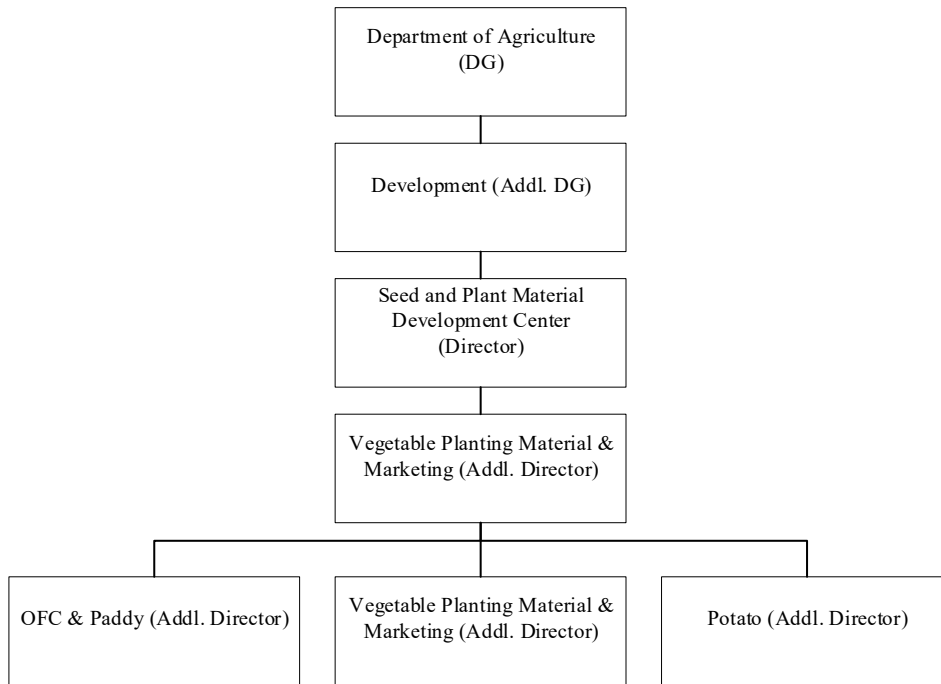 Department of Agriculture
(DG)
Development (Addl. DG)
Seed and Plant Material
Development Center
(Director)
Vegetable Planting Material &
Marketing (Addl. Director)
OFC & Paddy (Addl. Director)
Vegetable Planting Material &
Marketing (Addl. Director)
Potato (Addl. Director)